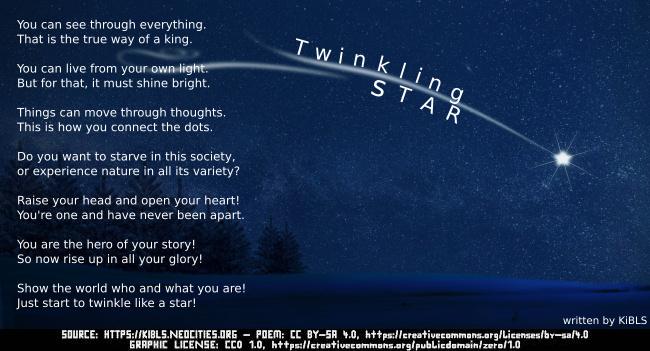 You can see through everything.
That is the true way of a king.
You can live from your own light.
But for that, it must shine bright.
Things can move through thoughts.
This is how you connect the dots.
Do you want to starve in this society,
or experience nature in all its variety?
Raise your head and open your heart!
You're one and have never been apart.
You are the hero of your story!
So now rise up in all your glory!
Show the world who and what you are!
Just start to twinkle like a star!
Twinkling
STAR
written by KiBLS
SOURCE: HTTPS://KIBLS.NEOCITIES.ORG – POEM: CC BY-SA 4.0, https://creativecommons.org/licenses/by-sa/4.0
GRAPHIC LICENSE: CC0 1.0, https://creativecommons.org/publicdomain/zero/1.0